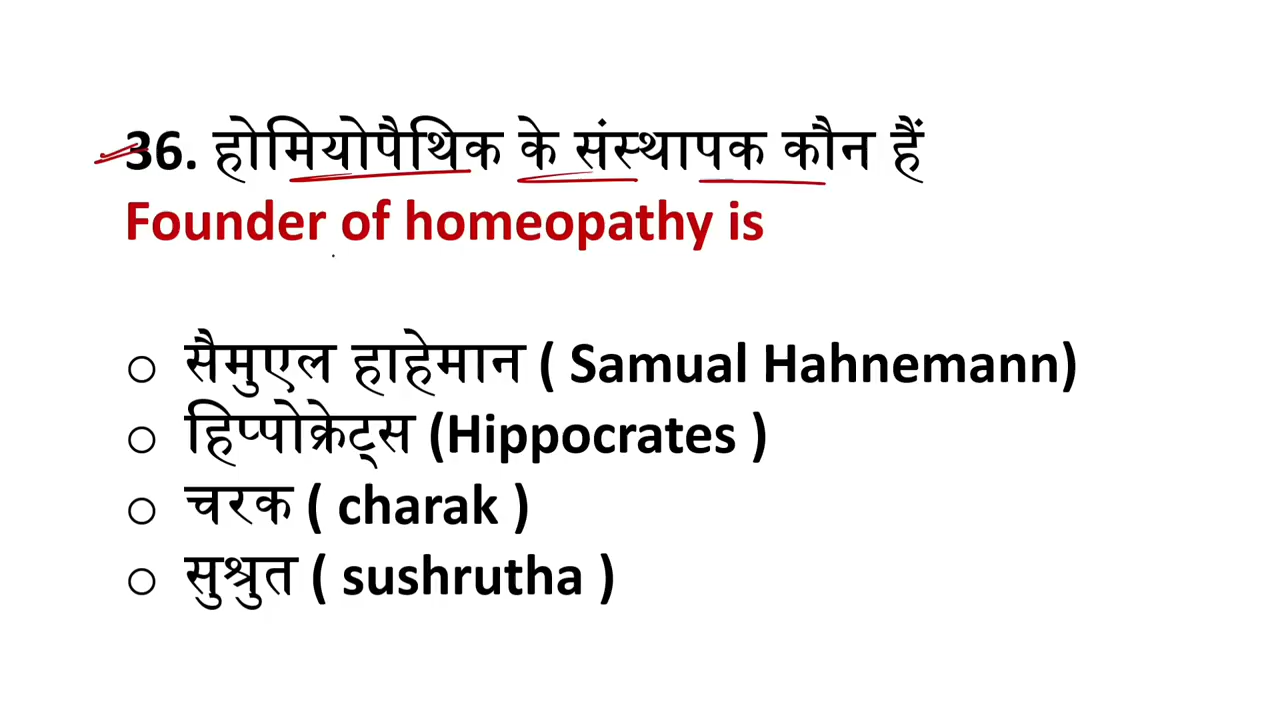 36. होमियोपैथिक के संस्थापक कौन हैं
Founder of homeopathy is
○ सैमुएल हाहेमान ( Samual Hahnemann)
○ हिप्पोक्रेट्स (Hippocrates )
○ चरक ( charak )
○ सुश्रुत ( sushrutha )